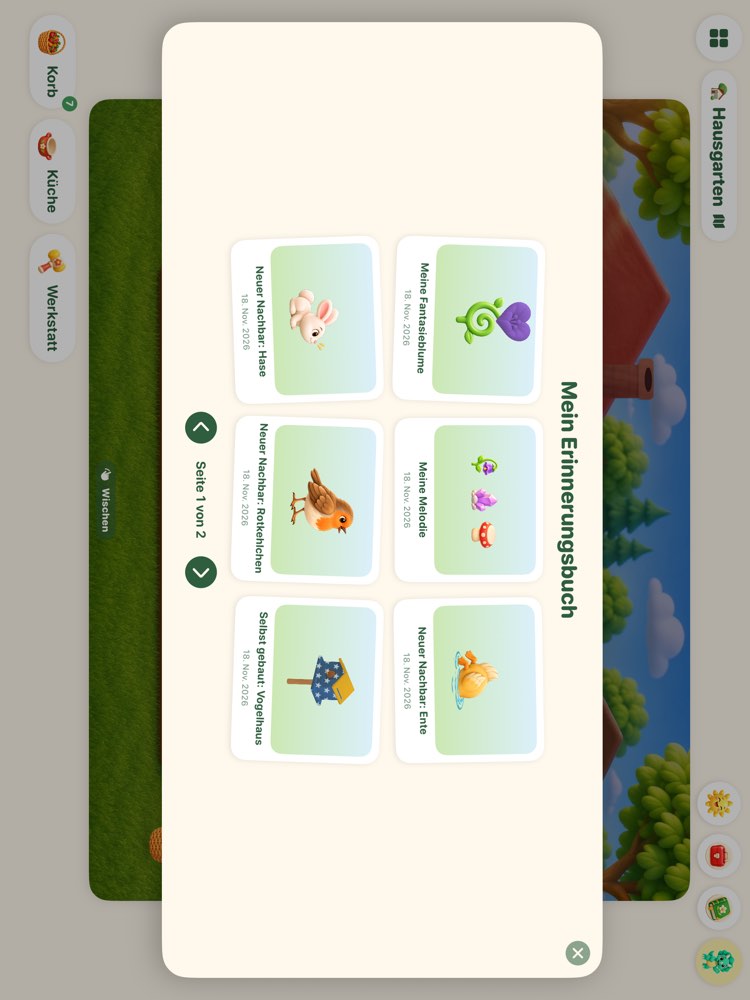 Hausgarten
Mein Erinnerungsbuch
Meine Fantasieblume
18. Nov. 2026
Meine Melodie
18. Nov. 2026
Neuer Nachbar: Ente
18. Nov. 2026
Neuer Nachbar: Hase
18. Nov. 2026
Neuer Nachbar: Rotkehlchen
18. Nov. 2026
Selbst gebaut: Vogelhaus
18. Nov. 2026
Seite 1 von 2
Wischen
Korb
7
Küche
Werkstatt